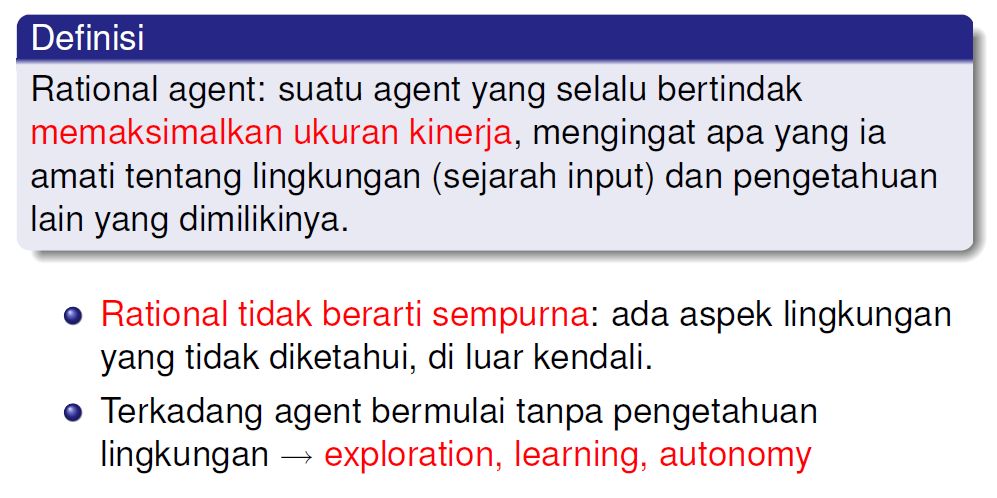 Definisi
Rational agent: suatu agent yang selalu bertindak
memaksimalkan ukuran kinerja, mengingat apa yang ia
amati tentang lingkungan (sejarah input) dan pengetahuan
lain yang dimilikinya.
Rational tidak berarti sempurna: ada aspek lingkungan
yang tidak diketahui, di luar kendali.
Terkadang agent bermulai tanpa pengetahuan
lingkungan → exploration, learning, autonomy